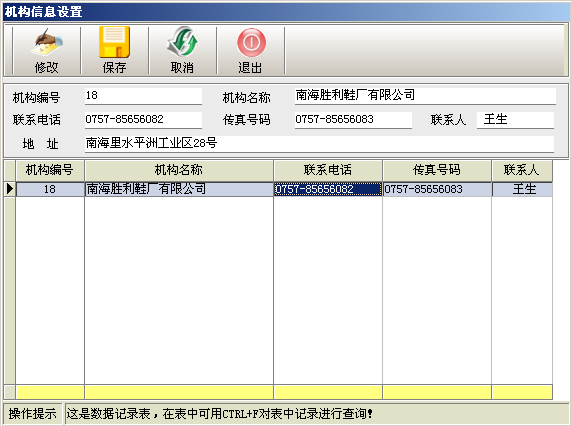 机构信息设置
修改 保存 取消 退出
机构编号 18 机构名称 南海胜利鞋厂有限公司
联系电话 0757-85656082 传真号码 0757-85656083 联系人 王生
地 址 南海里水平洲工业区28号
机构编号 机构名称 联系电话 传真号码 联系人
18 南海胜利鞋厂有限公司 0757-85656082 0757-85656083 王生
操作提示 这是数据记录表，在表中可用CTRL+F对表中记录进行查询！